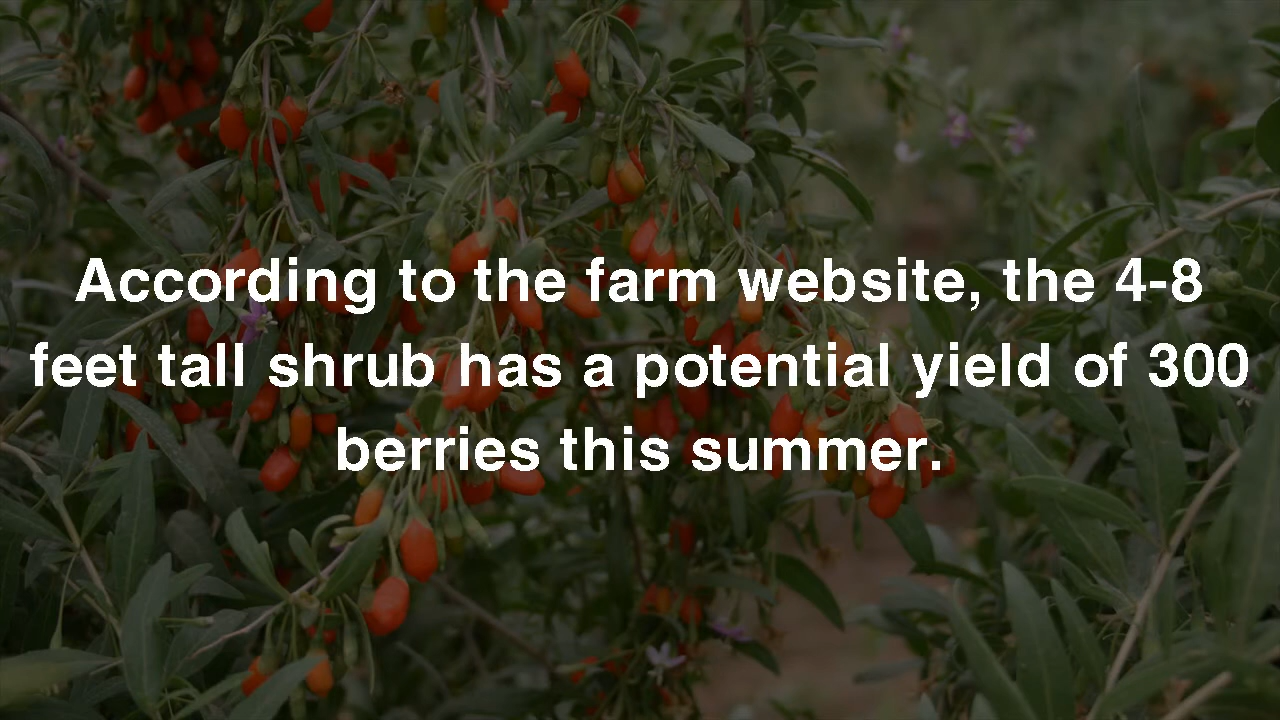 According to the farm website, the 4-8
feet tall shrub has a potential yield of 300
berries this summer.